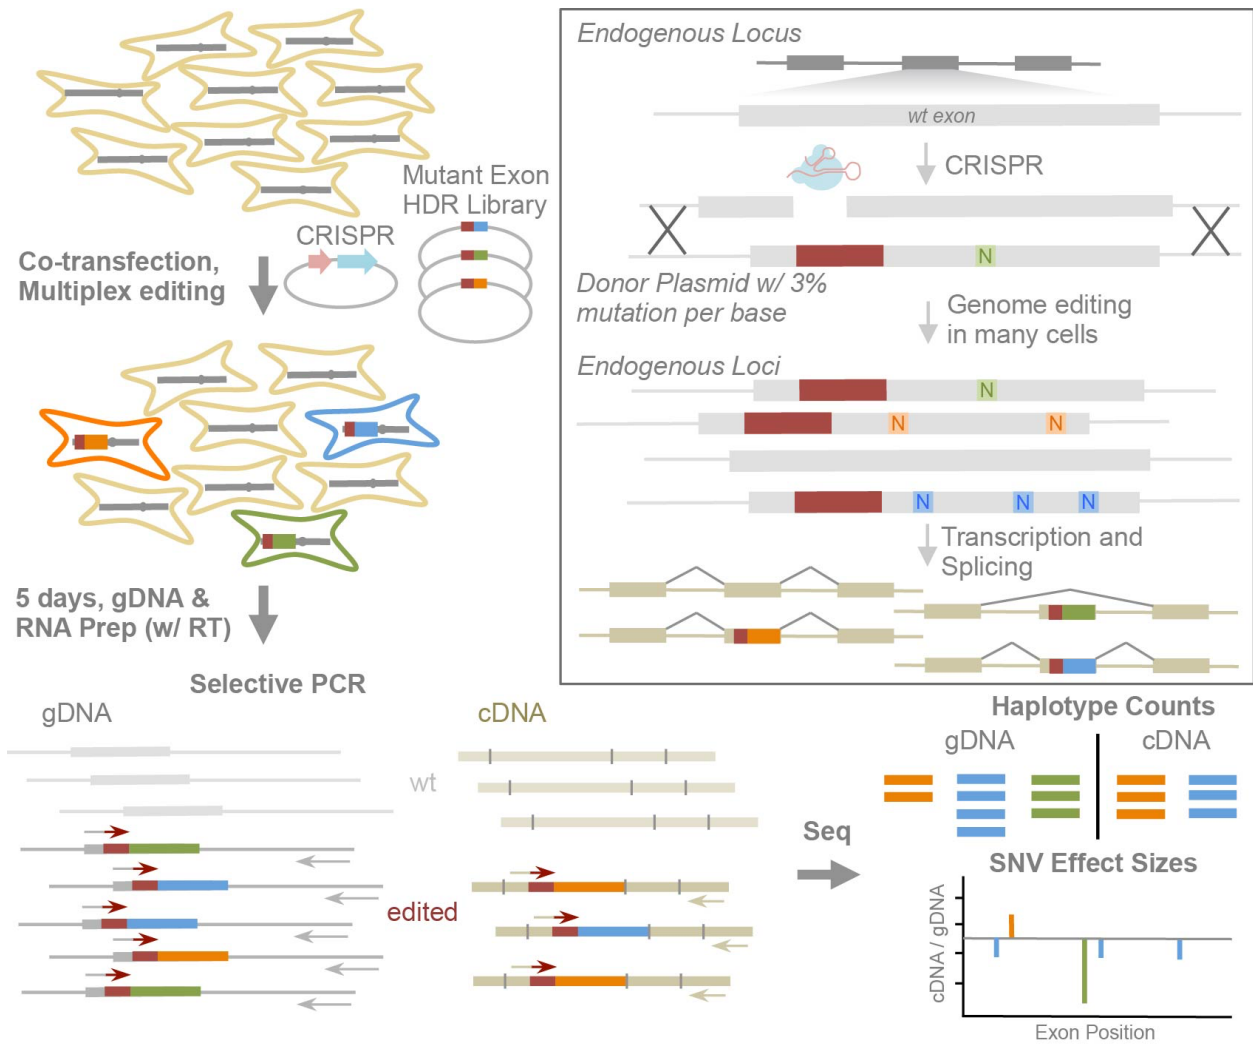 Endogenous Locus
wt exon
CRISPR
Mutant Exon
HDR Library
CRISPR
Co-transfection,
Multiplex editing
N
Donor Plasmid w/ 3%
mutation per base
Genome editing
in many cells
Endogenous Loci
N
N
N
N
N
N
Transcription and
Splicing
5 days, gDNA &
RNA Prep (w/ RT)
Selective PCR
gDNA
cDNA
wt
edited
Seq
Haplotype Counts
gDNA
cDNA
SNV Effect Sizes
cDNA / gDNA
Exon Position